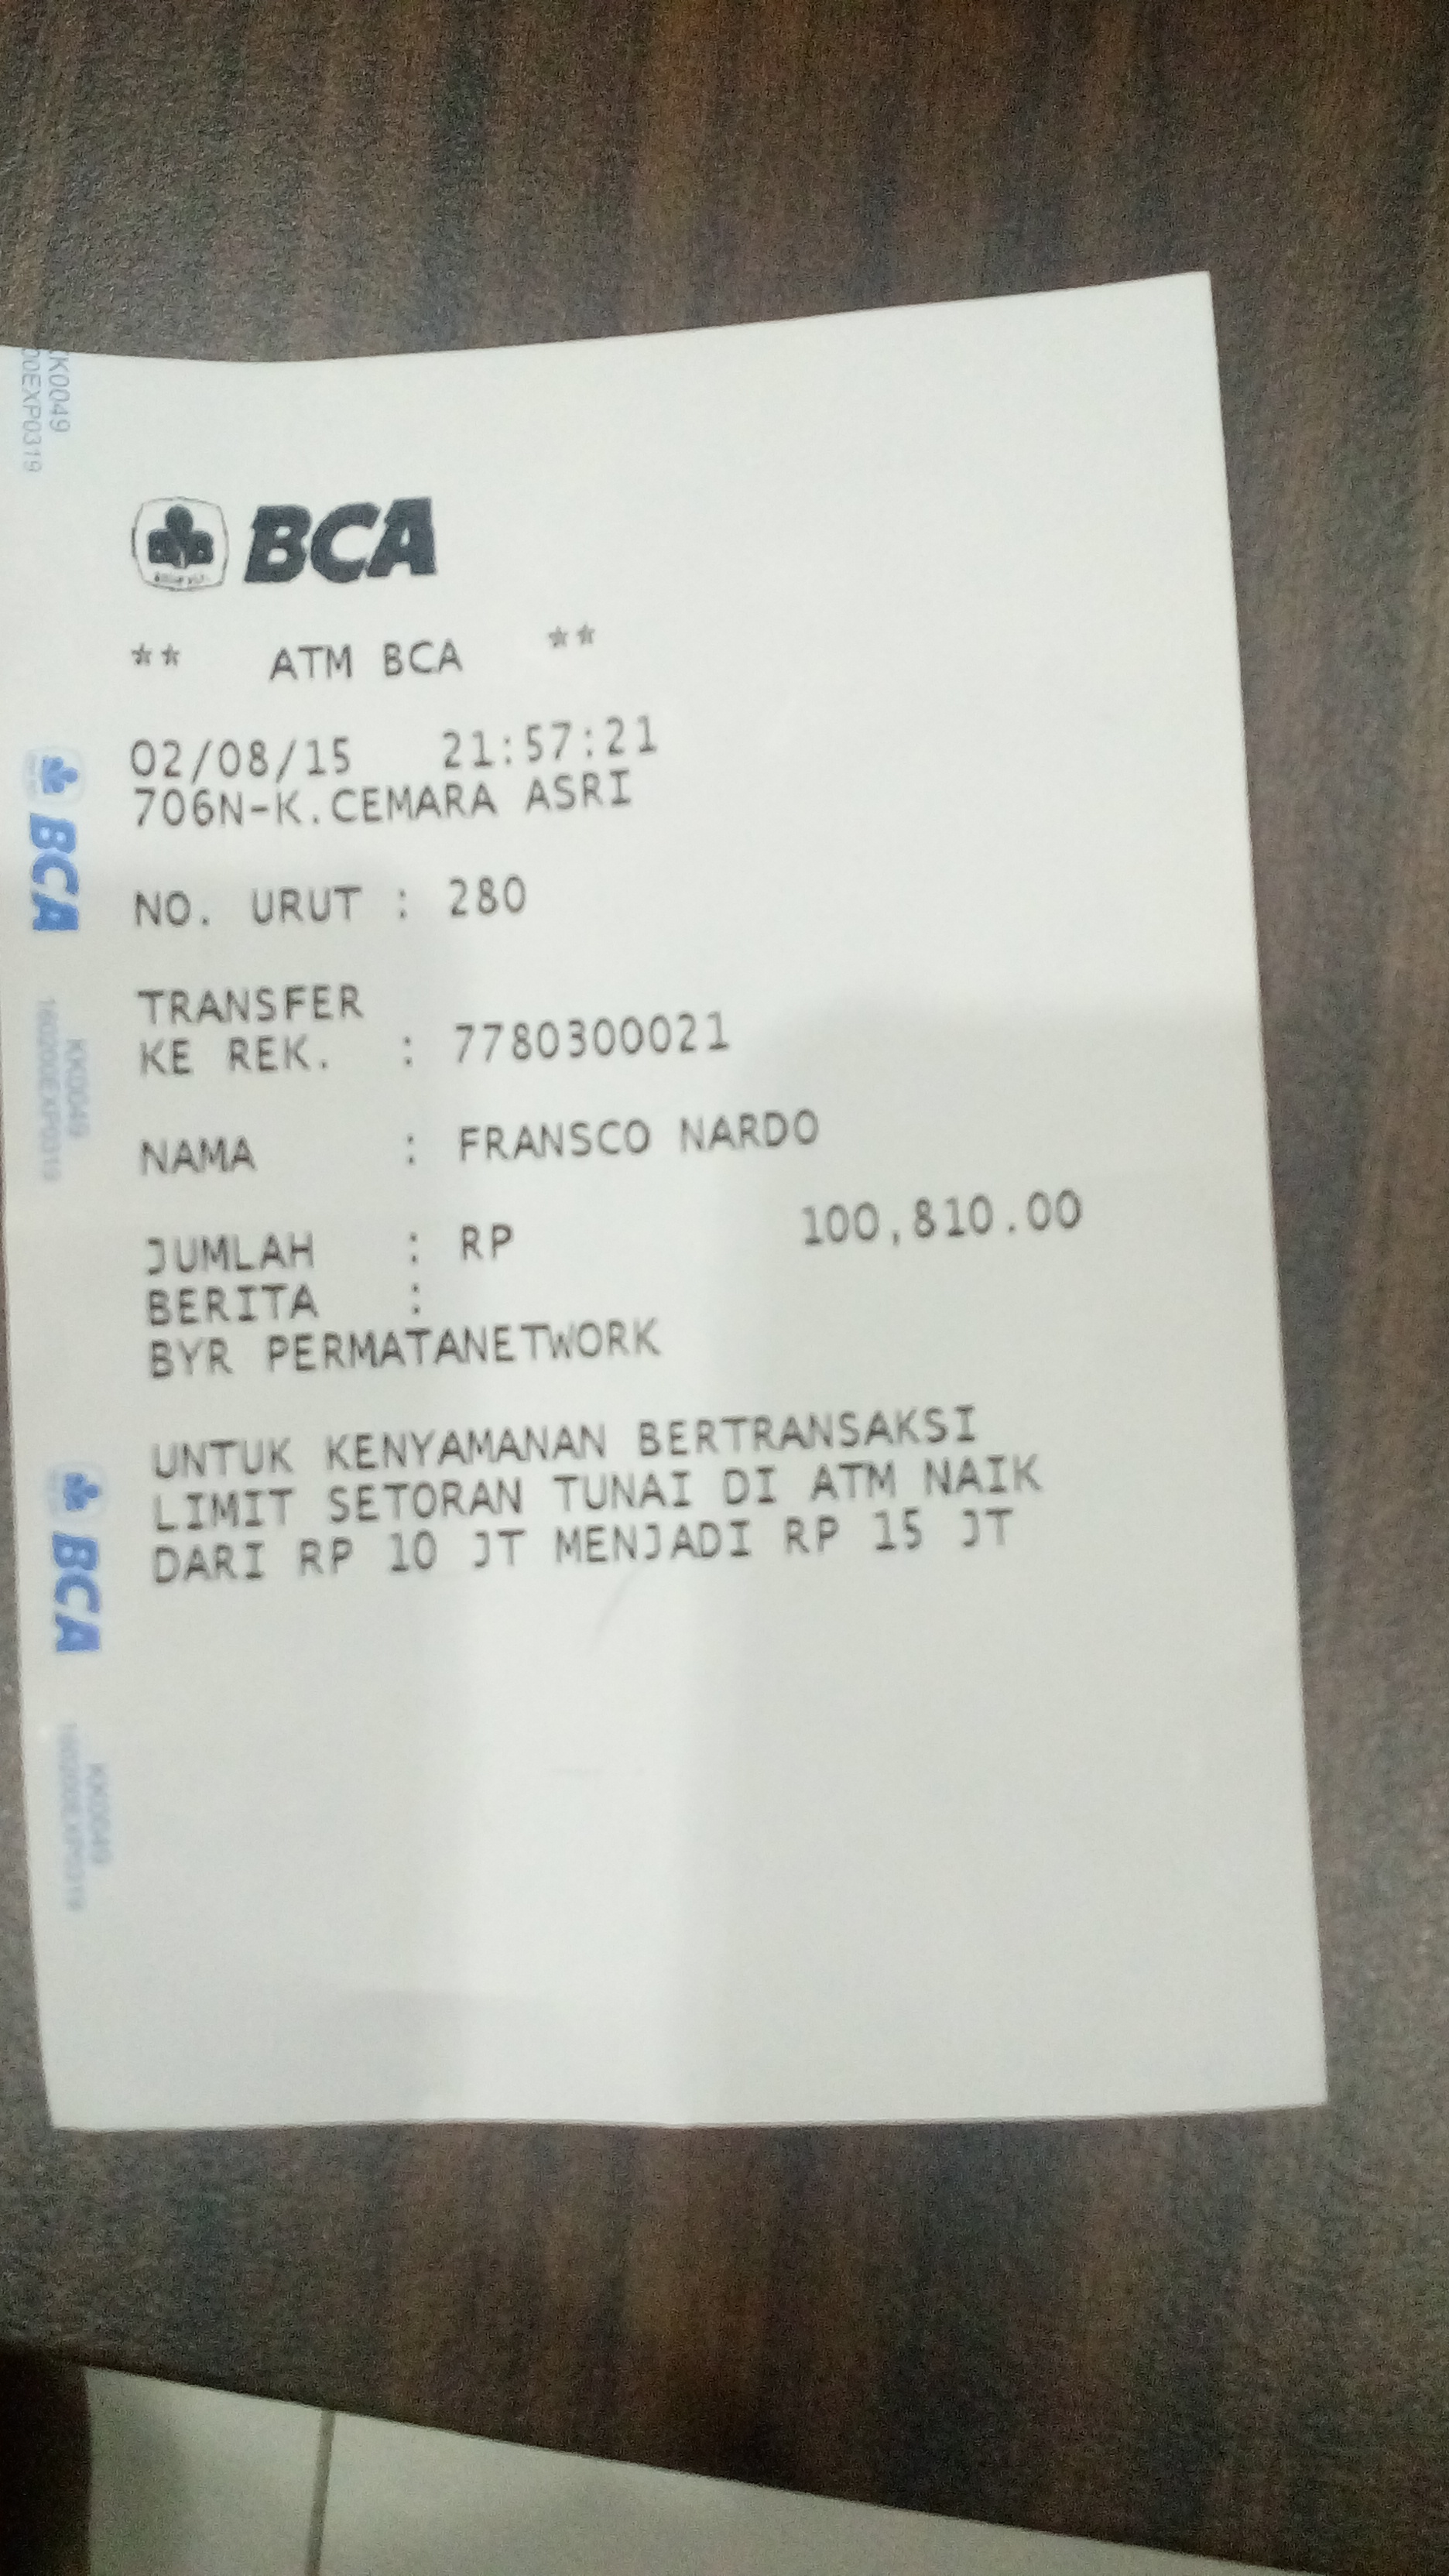 BCA
** ATM BCA **
02/08/15 21:57:21
706N-K.CEMARA ASRI
NO. URUT : 280
TRANSFER
KE REK. : 7780300021
NAMA : FRANSCO NARDO
JUMLAH : RP 100,810.00
BERITA :
BYR PERMATANETWORK
UNTUK KENYAMANAN BERTRANSAKSI
LIMIT SETORAN TUNAI DI ATM NAIK
DARI RP 10 JT MENJADI RP 15 JT
KK0049
00EXP0319
BCA
KK0049
160200EXP0319
BCA
KK0049
160200EXP0319